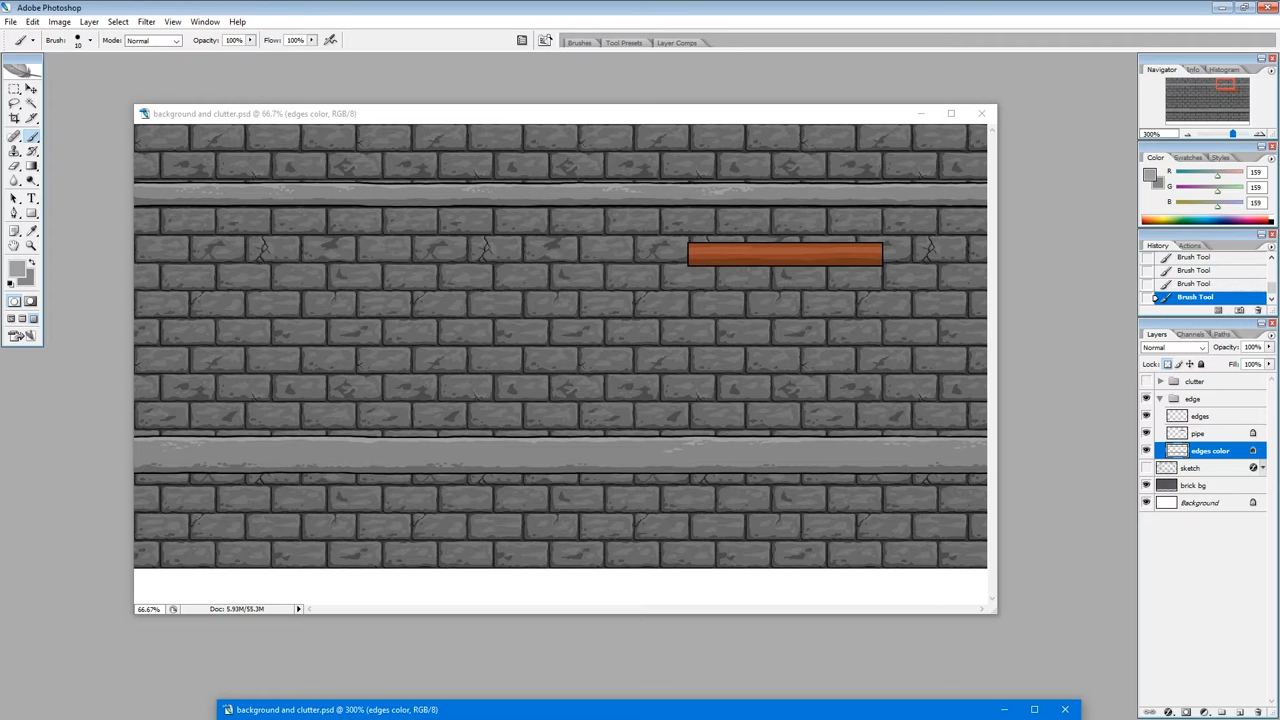 Adobe Photoshop
File Edit Image Layer Select Filter View Window Help
Brush: 10 Mode: Normal Opacity: 100% Flow: 100% Brushes Tool Presets Layer Comps
background and clutter.psd @ 66.7% (edges color, RGB/8)
66.67% Doc: 5.93M/55.3M
background and clutter.psd @ 300% (edges color, RGB/8)
Navigator Info Histogram
300%
Color Swatches Styles
R 159
G 159
B 159
History Actions
Brush Tool
Brush Tool
Brush Tool
Brush Tool
Layers Channels Paths
Normal Opacity: 100%
Lock: Fill: 100%
clutter
edge
edges
pipe
edges color
sketch
brick bg
Background